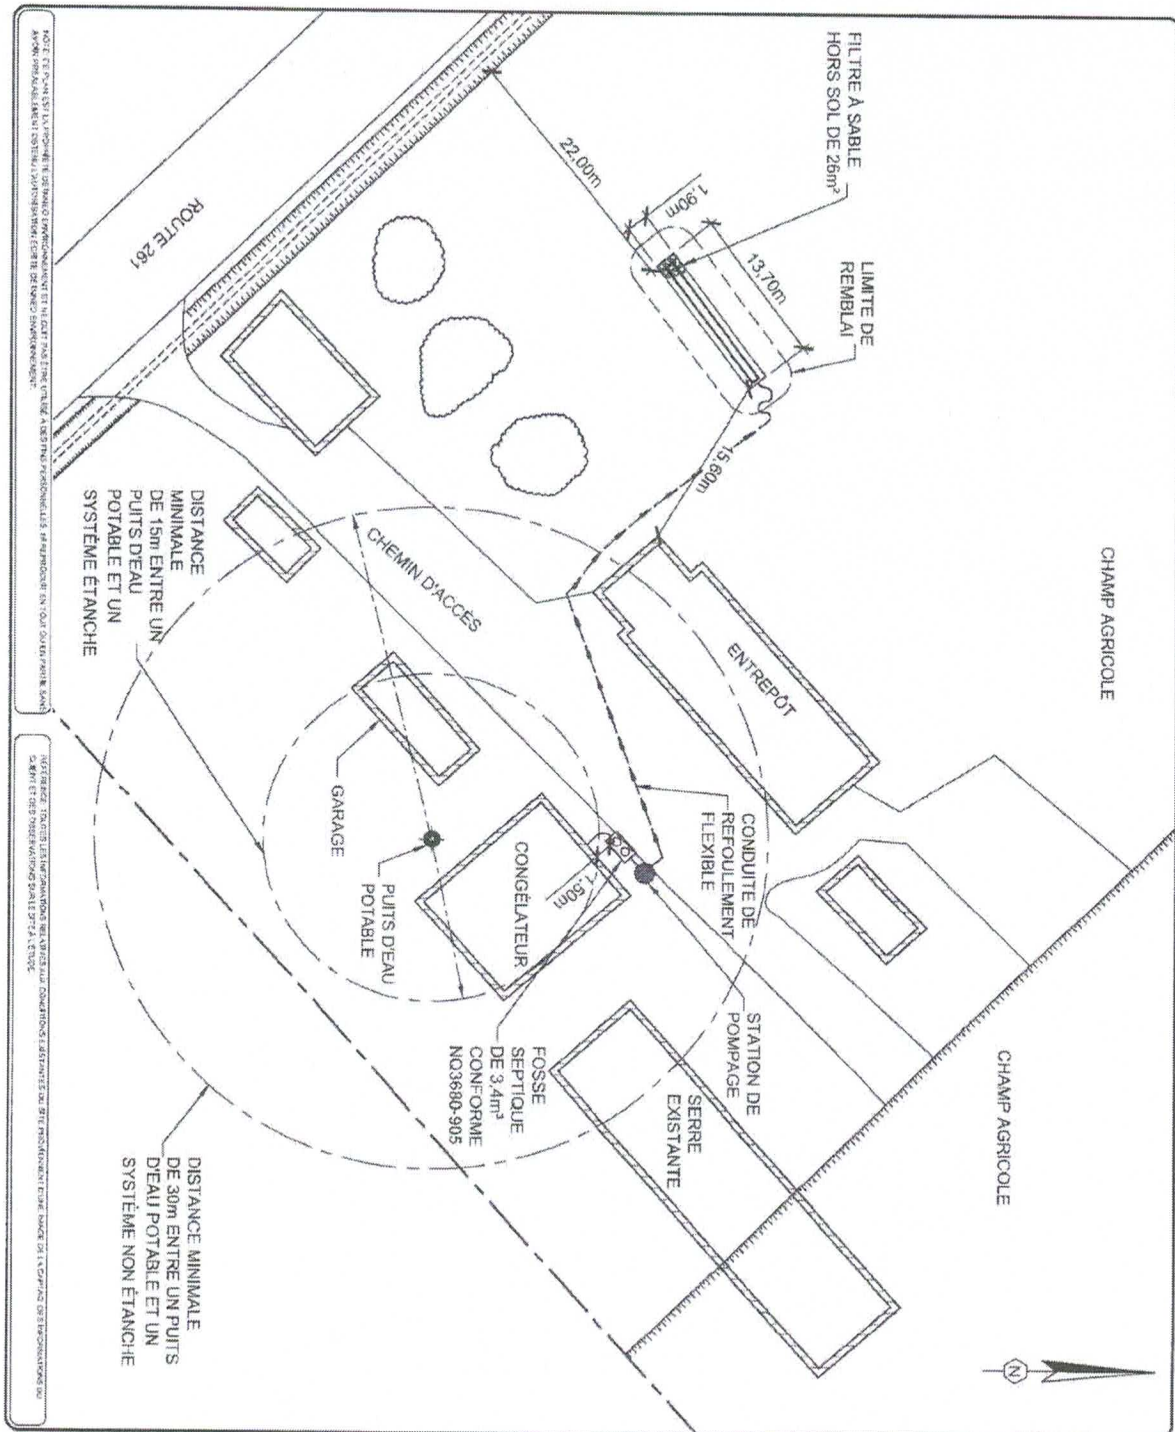 FILTRE À SABLE
HORS SOL DE 26m²
LIMITE DE
REMBLAI
22,00m
1,90m
13,70m
15,60m
CHAMP AGRICOLE
CHAMP AGRICOLE
ROUTE 261
ENTREPÔT
CHEMIN D'ACCÈS
DISTANCE
MINIMALE
DE 15m ENTRE UN
PUITS D'EAU
POTABLE ET UN
SYSTÈME ÉTANCHE
CONDUITE DE
REFOULEMENT
FLEXIBLE
GARAGE
CONGÉLATEUR
1,50m
PUITS D'EAU
POTABLE
STATION DE
POMPAGE
FOSSE
SEPTIQUE
DE 3,4m³
CONFORME
NQ3680-905
SERRE
EXISTANTE
DISTANCE MINIMALE
DE 30m ENTRE UN PUITS
D'EAU POTABLE ET UN
SYSTÈME NON ÉTANCHE
N